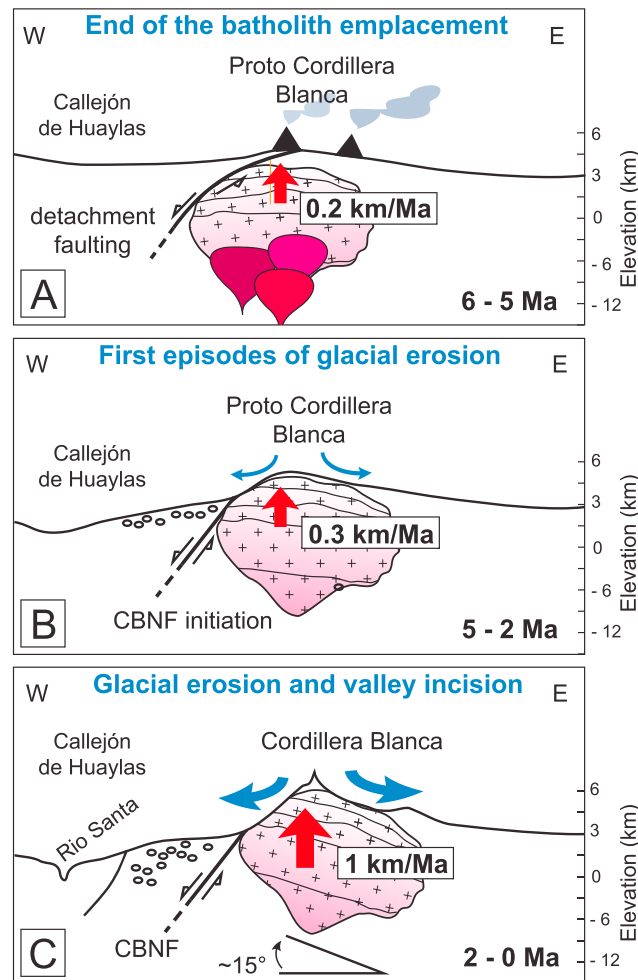 End of the batholith emplacement
W
E
Proto Cordillera
Blanca
Callejón
de Huaylas
detachment
faulting
0.2 km/Ma
6
3
0
- 6
- 12
Elevation (km)
A
6 - 5 Ma
First episodes of glacial erosion
W
E
Proto Cordillera
Blanca
Callejón
de Huaylas
0.3 km/Ma
CBNF initiation
6
3
0
- 6
- 12
Elevation (km)
B
5 - 2 Ma
Glacial erosion and valley incision
W
E
Callejón
de Huaylas
Cordillera Blanca
Rio Santa
1 km/Ma
CBNF
~15°
6
3
0
- 6
- 12
Elevation (km)
C
2 - 0 Ma